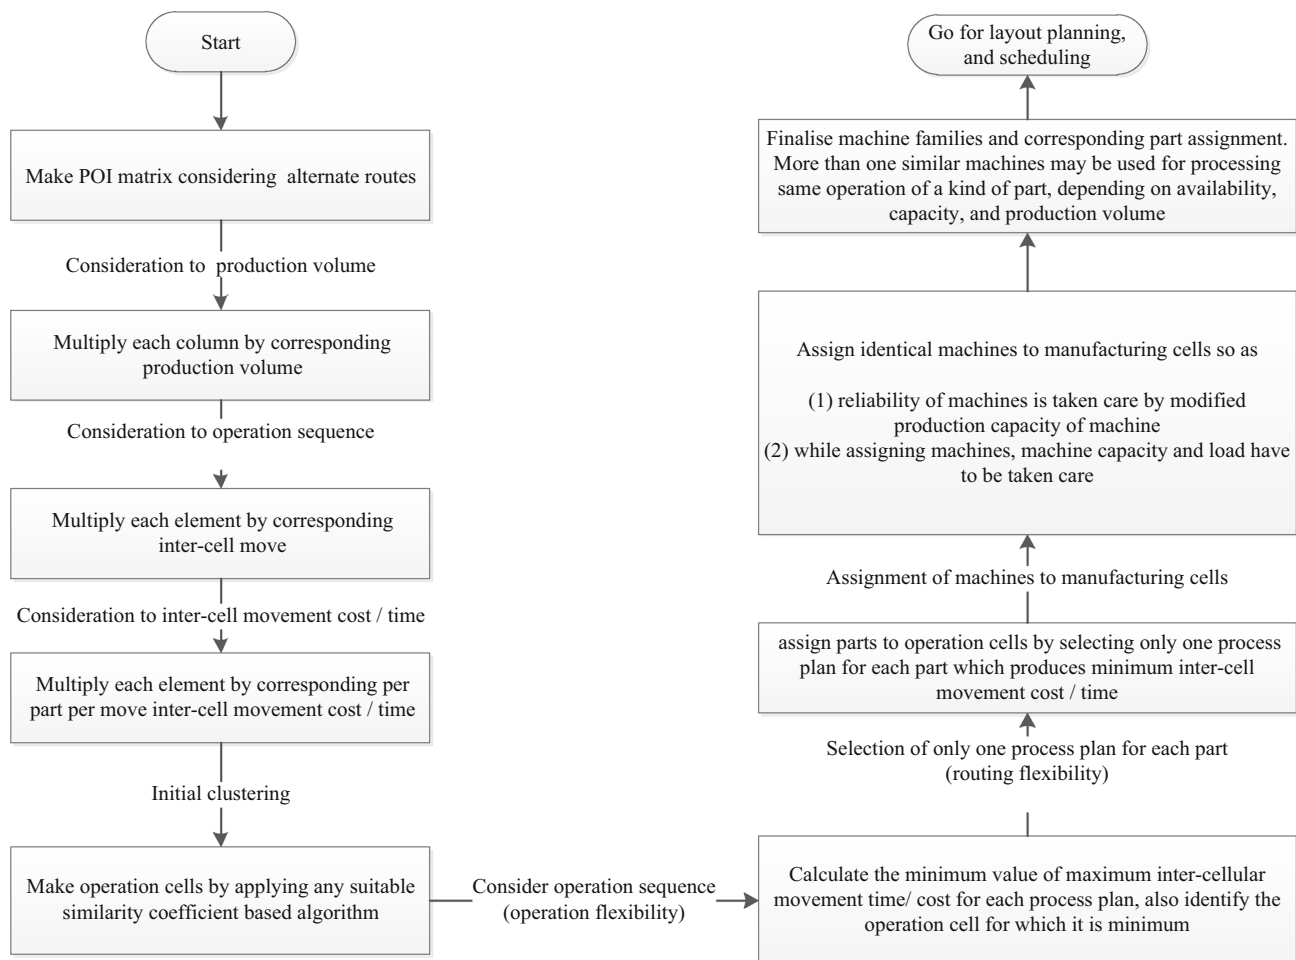 Start
Make POI matrix considering alternate routes
Consideration to production volume
Multiply each column by corresponding
production volume
Consideration to operation sequence
Multiply each element by corresponding
inter-cell move
Consideration to inter-cell movement cost / time
Multiply each element by corresponding per
part per move inter-cell movement cost / time
Initial clustering
Make operation cells by applying any suitable
similarity coefficient based algorithm
Consider operation sequence
(operation flexibility)
Calculate the minimum value of maximum inter-cellular
movement time/ cost for each process plan, also identify the
operation cell for which it is minimum
Selection of only one process plan for each part
(routing flexibility)
assign parts to operation cells by selecting only one process
plan for each part which produces minimum inter-cell
movement cost / time
Assignment of machines to manufacturing cells
Assign identical machines to manufacturing cells so as
(1) reliability of machines is taken care by modified
production capacity of machine
(2) while assigning machines, machine capacity and load have
to be taken care
Finalise machine families and corresponding part assignment.
More than one similar machines may be used for processing
same operation of a kind of part, depending on availability,
capacity, and production volume
Go for layout planning,
and scheduling